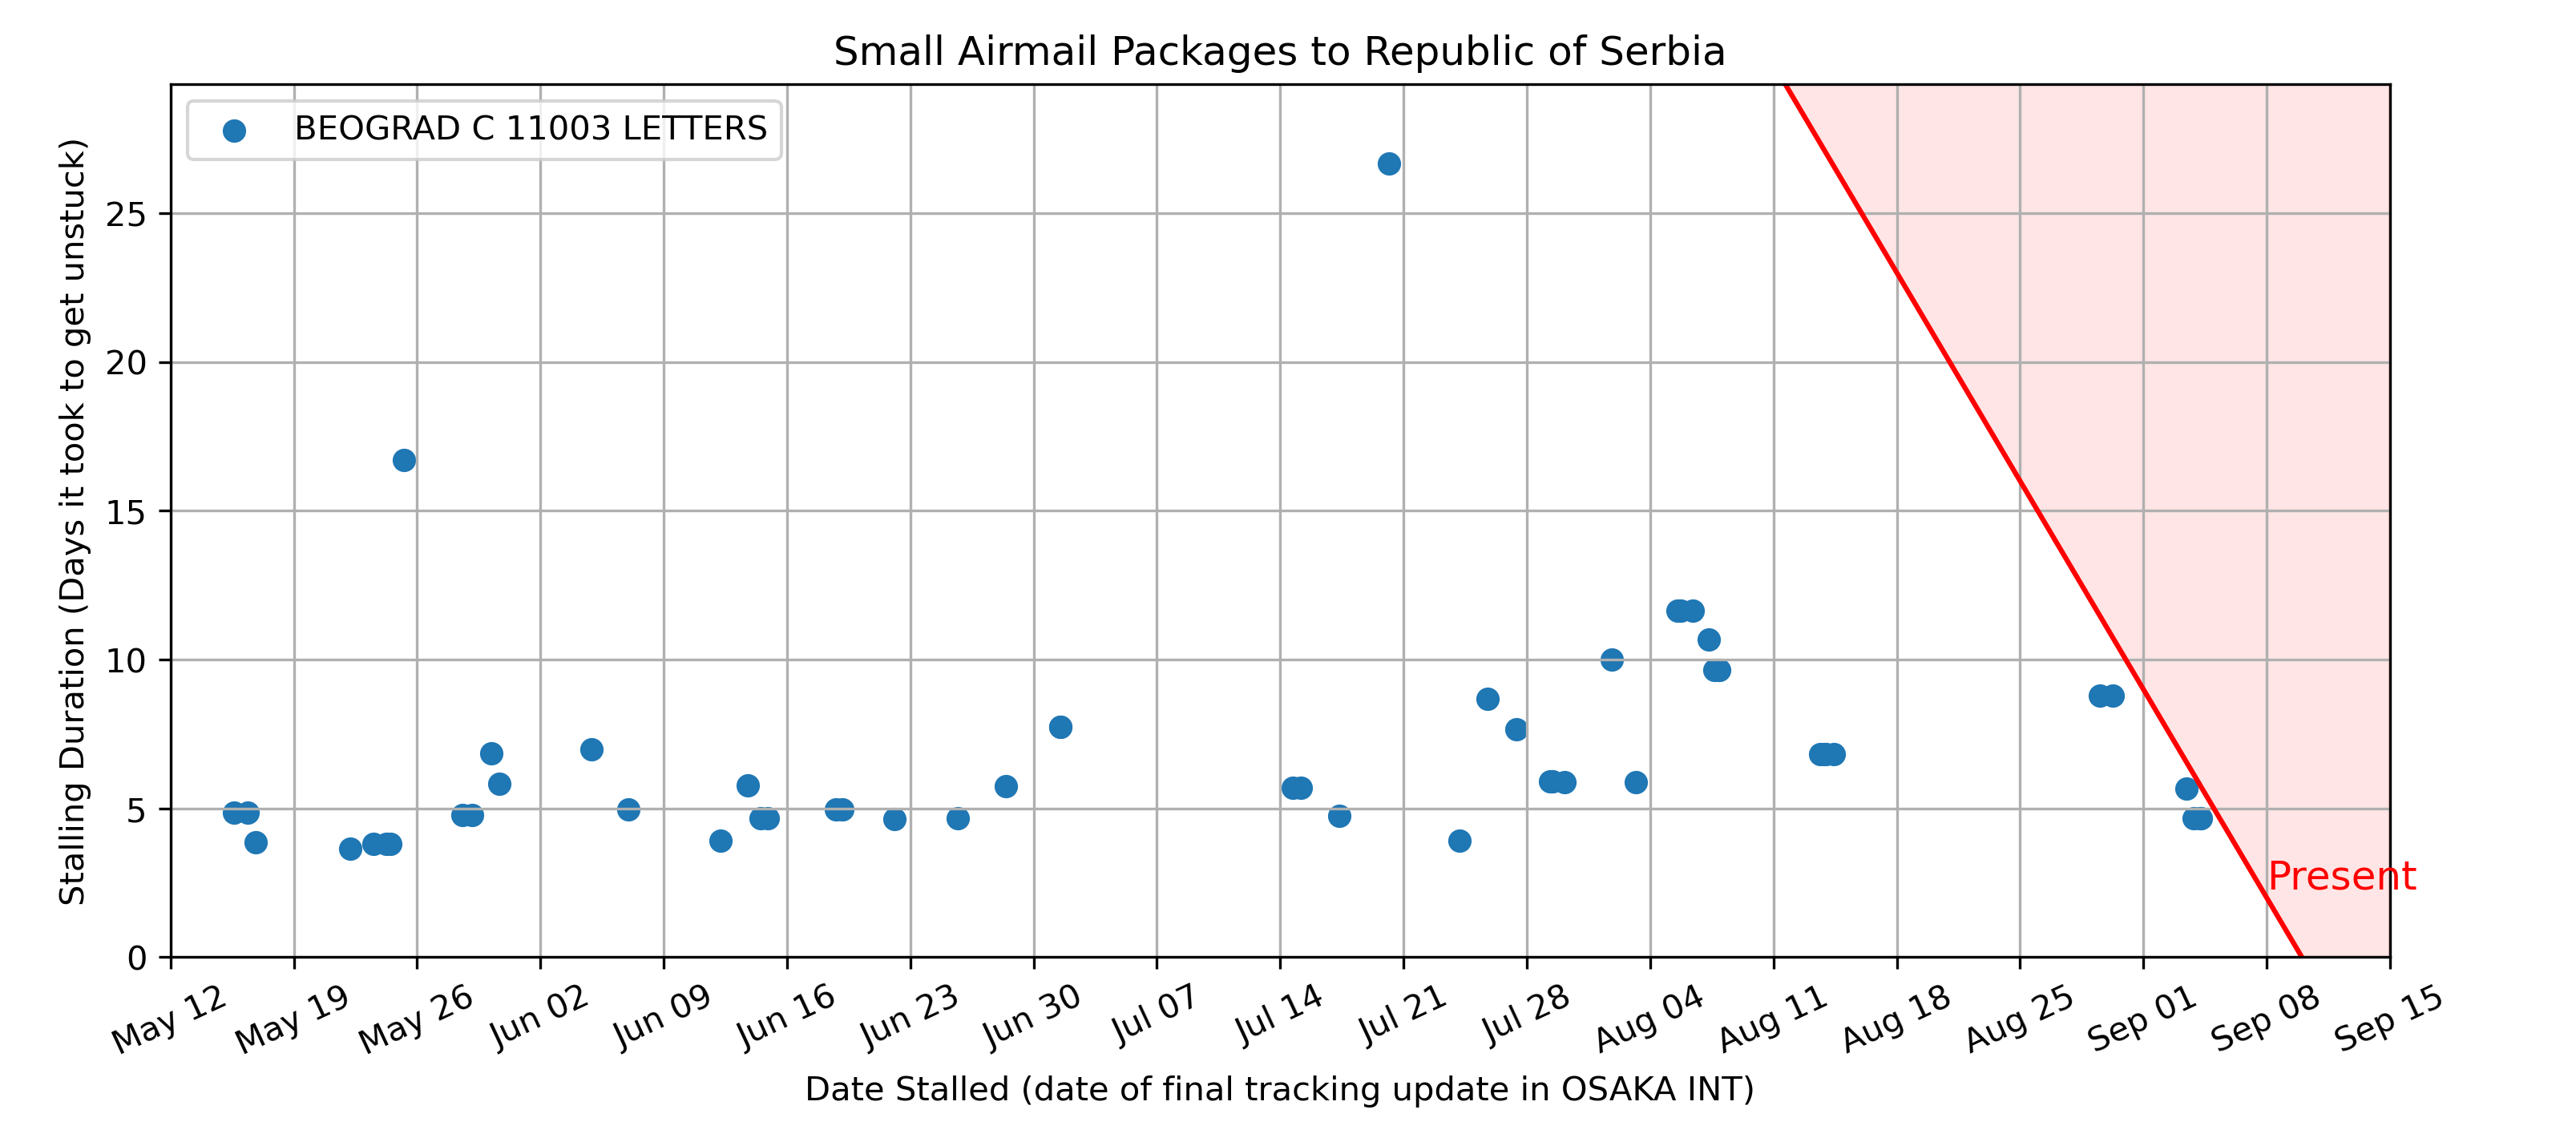 Small Airmail Packages to Republic of Serbia
BEOGRAD C 11003 LETTERS
Stalling Duration (Days it took to get unstuck)
25
20
15
10
5
0
Present
May 12
May 19
May 26
Jun 02
Jun 09
Jun 16
Jun 23
Jun 30
Jul 07
Jul 14
Jul 21
Jul 28
Aug 04
Aug 11
Aug 18
Aug 25
Sep 01
Sep 08
Sep 15
Date Stalled (date of final tracking update in OSAKA INT)